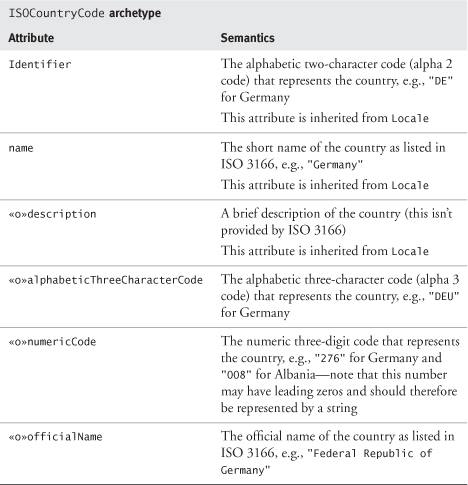 ISOCountryCode archetype
Attribute Semantics
Identifier The alphabetic two-character code (alpha 2
code) that represents the country, e.g., "DE"
for Germany
This attribute is inherited from Locale
name The short name of the country as listed in
ISO 3166, e.g., "Germany"
This attribute is inherited from Locale
«o»description A brief description of the country (this isn't
provided by ISO 3166)
This attribute is inherited from Locale
«o»alphabeticThreeCharacterCode The alphabetic three-character code (alpha 3
code) that represents the country, e.g., "DEU"
for Germany
«o»numericCode The numeric three-digit code that represents
the country, e.g., "276" for Germany and
"008" for Albania—note that this number
may have leading zeros and should therefore
be represented by a string
«o»officialName The official name of the country as listed in
ISO 3166, e.g., "Federal Republic of
Germany"